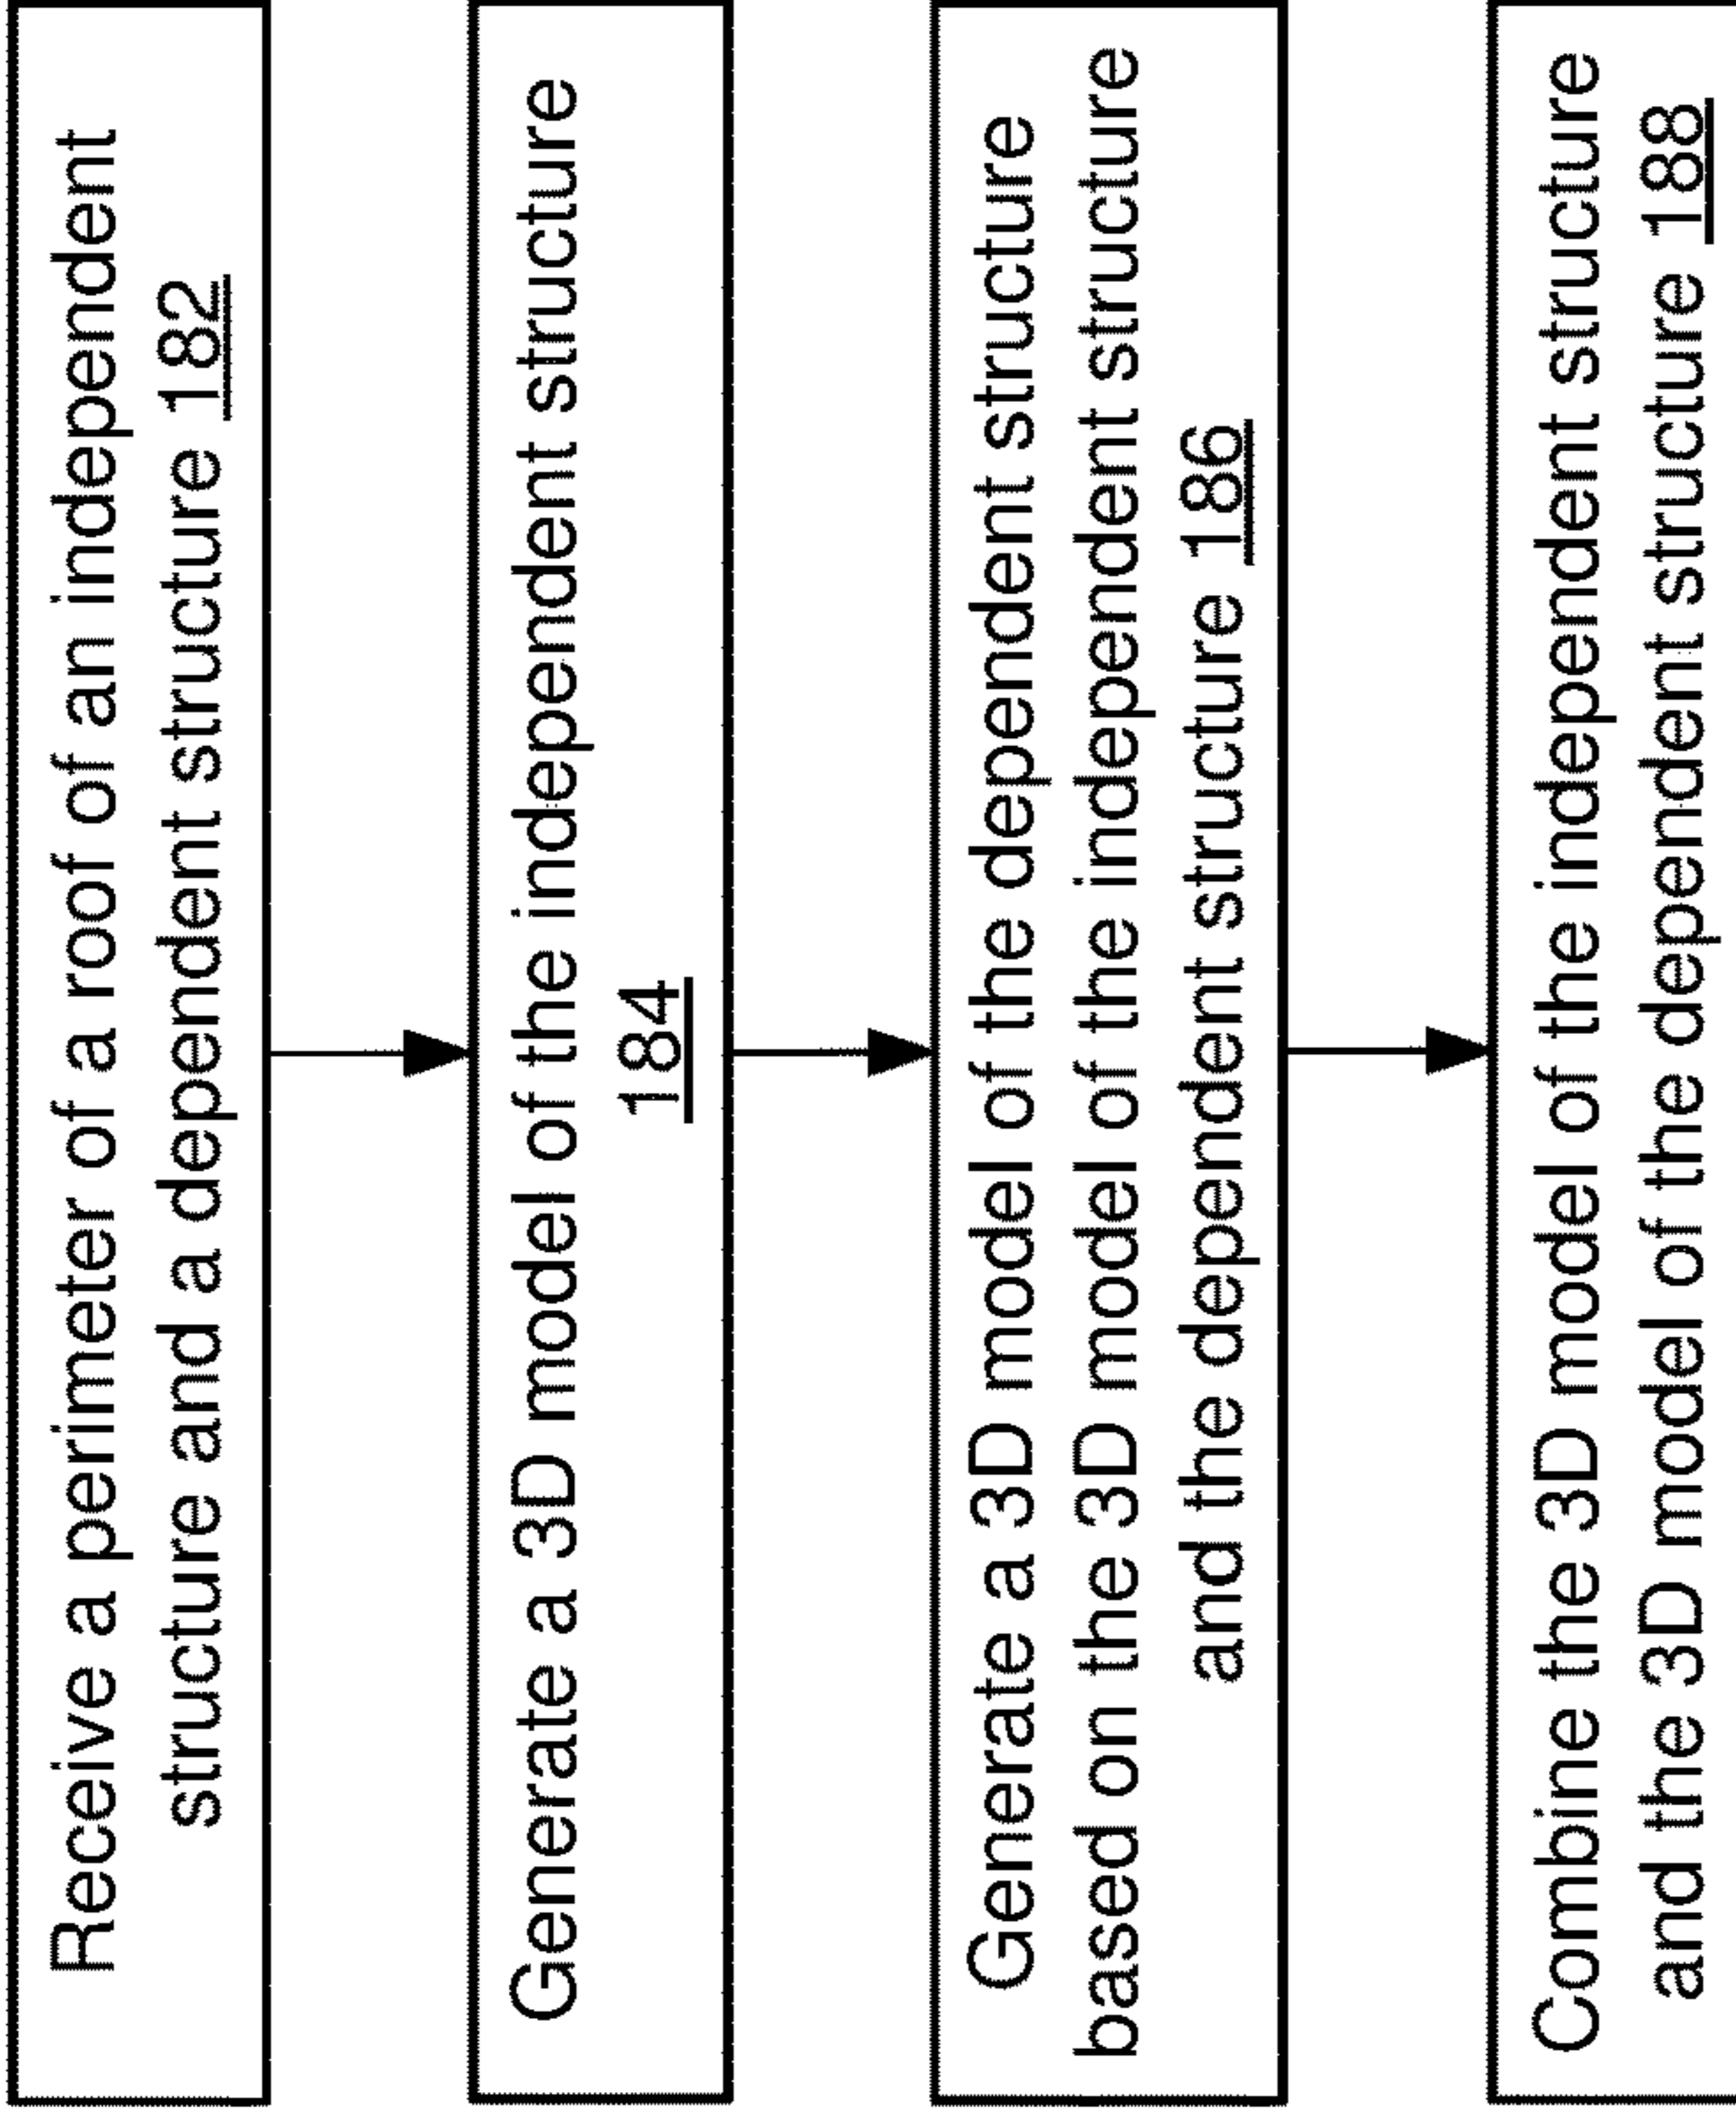 Receive a perimeter of a roof of an independent
structure and a dependent structure 182
Generate a 3D model of the independent structure
184
Generate a 3D model of the dependent structure
based on the 3D model of the independent structure
and the dependent structure 186
Combine the 3D model of the independent structure
and the 3D model of the dependent structure 188